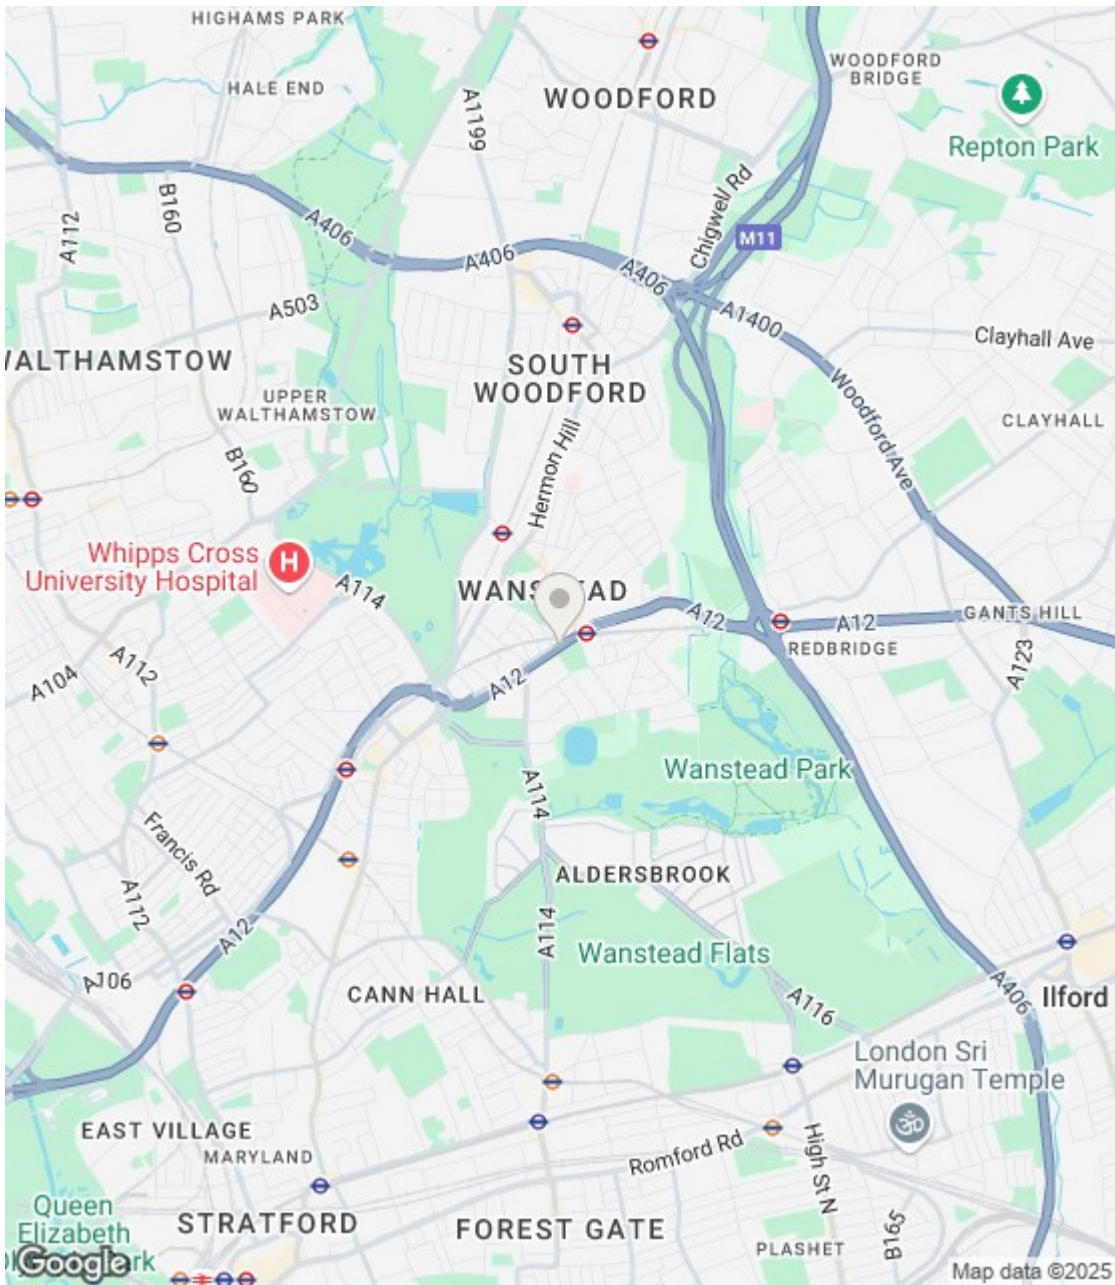 HIGHAMS PARK
HALE END
WOODFORD
WOODFORD
BRIDGE
Repton Park
A1199
Chigwell Rd
A112
B160
A406
A406
A406
M11
A1400
A503
Clayhall Ave
WALTHAMSTOW
SOUTH
WOODFORD
Woodford Ave
UPPER
WALTHAMSTOW
CLAYHALL
B160
Hermon Hill
Whipps Cross
University Hospital
H
A114
WANSTEAD
A12
A12
GANTS HILL
REDBRIDGE
A104
A112
A12
A123
Wanstead Park
A114
Francis Rd
ALDERSBROOK
A112
A12
A114
Wanstead Flats
A106
CANN HALL
A116
A406
Ilford
London Sri
Murugan Temple
EAST VILLAGE
MARYLAND
Romford Rd
High St N
Queen
Elizabeth
STRATFORD
FOREST GATE
PLASHET
B165
Google
Map data ©2025